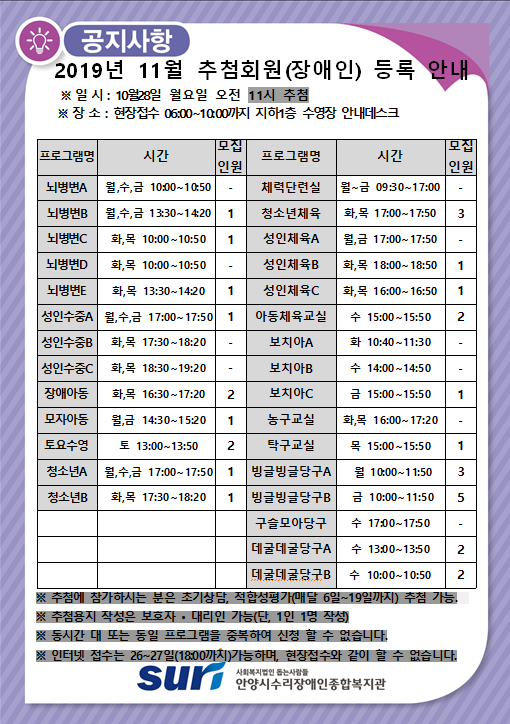 공지사항
2019년 11월 추첨회원(장애인) 등록 안내
※ 일 시 : 10월28일 월요일 오전 11시 추첨
※ 장 소 : 현장접수 06:00~10:00까지 지하1층 수영장 안내데스크
프로그램명 시간 모집인원 프로그램명 시간 모집인원
뇌병변A 월,수,금 10:00~10:50 - 체력단련실 월~금 09:30~17:00 -
뇌병변B 월,수,금 13:30~14:20 1 청소년체육 화,목 17:00~17:50 3
뇌병변C 화,목 10:00~10:50 1 성인체육A 월,금 17:00~17:50 -
뇌병변D 화,목 10:00~10:50 - 성인체육B 화,목 18:00~18:50 1
뇌병변E 화,목 13:30~14:20 1 성인체육C 화,목 16:00~16:50 1
성인수중A 월,수,금 17:00~17:50 1 아동체육교실 수 15:00~15:50 2
성인수중B 화,목 17:30~18:20 - 보치아A 화 10:40~11:30 -
성인수중C 화,목 18:30~19:20 - 보치아B 수 14:00~14:50 -
장애아동 화,목 16:30~17:20 2 보치아C 금 15:00~15:50 1
모자아동 월,금 14:30~15:20 1 농구교실 화,목 16:00~17:20 -
토요수영 토 13:00~13:50 2 탁구교실 목 15:00~15:50 1
청소년A 월,수,금 17:00~17:50 1 빙글빙글당구A 월 10:00~11:50 3
청소년B 화,목 17:30~18:20 1 빙글빙글당구B 금 10:00~11:50 5
구슬모아당구 수 17:00~17:50 -
데굴데굴당구A 수 13:00~13:50 2
데굴데굴당구B 수 10:00~10:50 2
※ 추첨에 참가하시는 분은 초기상담, 적합성평가(매달 6일~19일까지) 추첨 가능.
※ 추첨용지 작성은 보호자 • 대리인 가능(단, 1인 1명 작성)
※ 동시간 대 또는 동일 프로그램을 중복하여 신청 할 수 없습니다.
※ 인터넷 접수는 26~27일(18:00까지)가능하며, 현장접수와 같이 할 수 없습니다.
suri 사회복지법인 돕는사람들
안양시수리장애인종합복지관